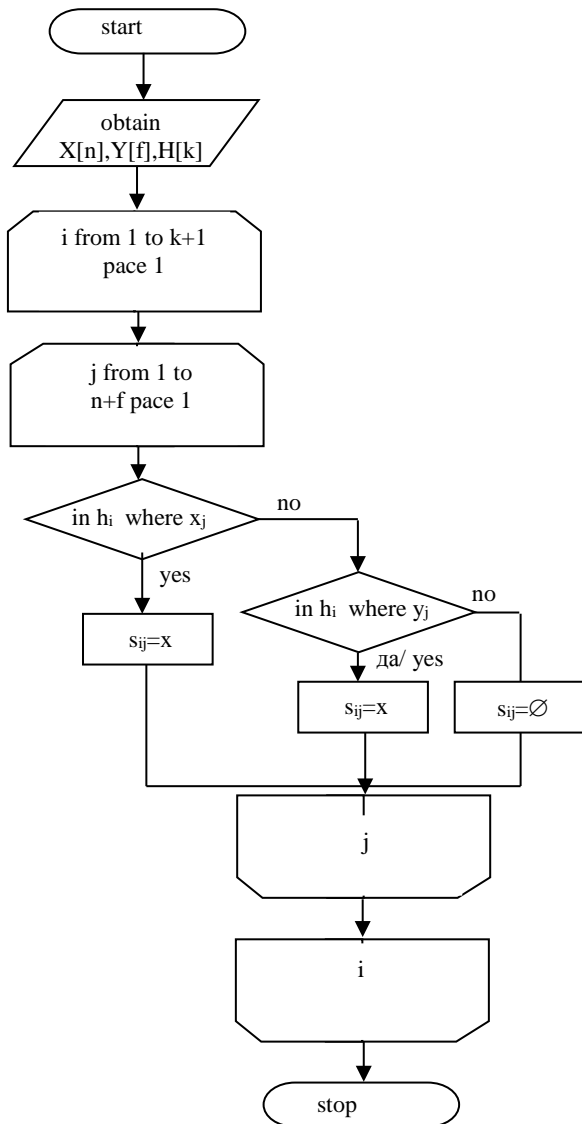 start
obtain
X[n],Y[f],H[k]
i from 1 to k+1
pace 1
j from 1 to
n+f pace 1
in hᵢ where xⱼ
no
yes
in hᵢ where yⱼ
no
да/ yes
sᵢⱼ=x
sᵢⱼ=x
sᵢⱼ=∅
j
i
stop